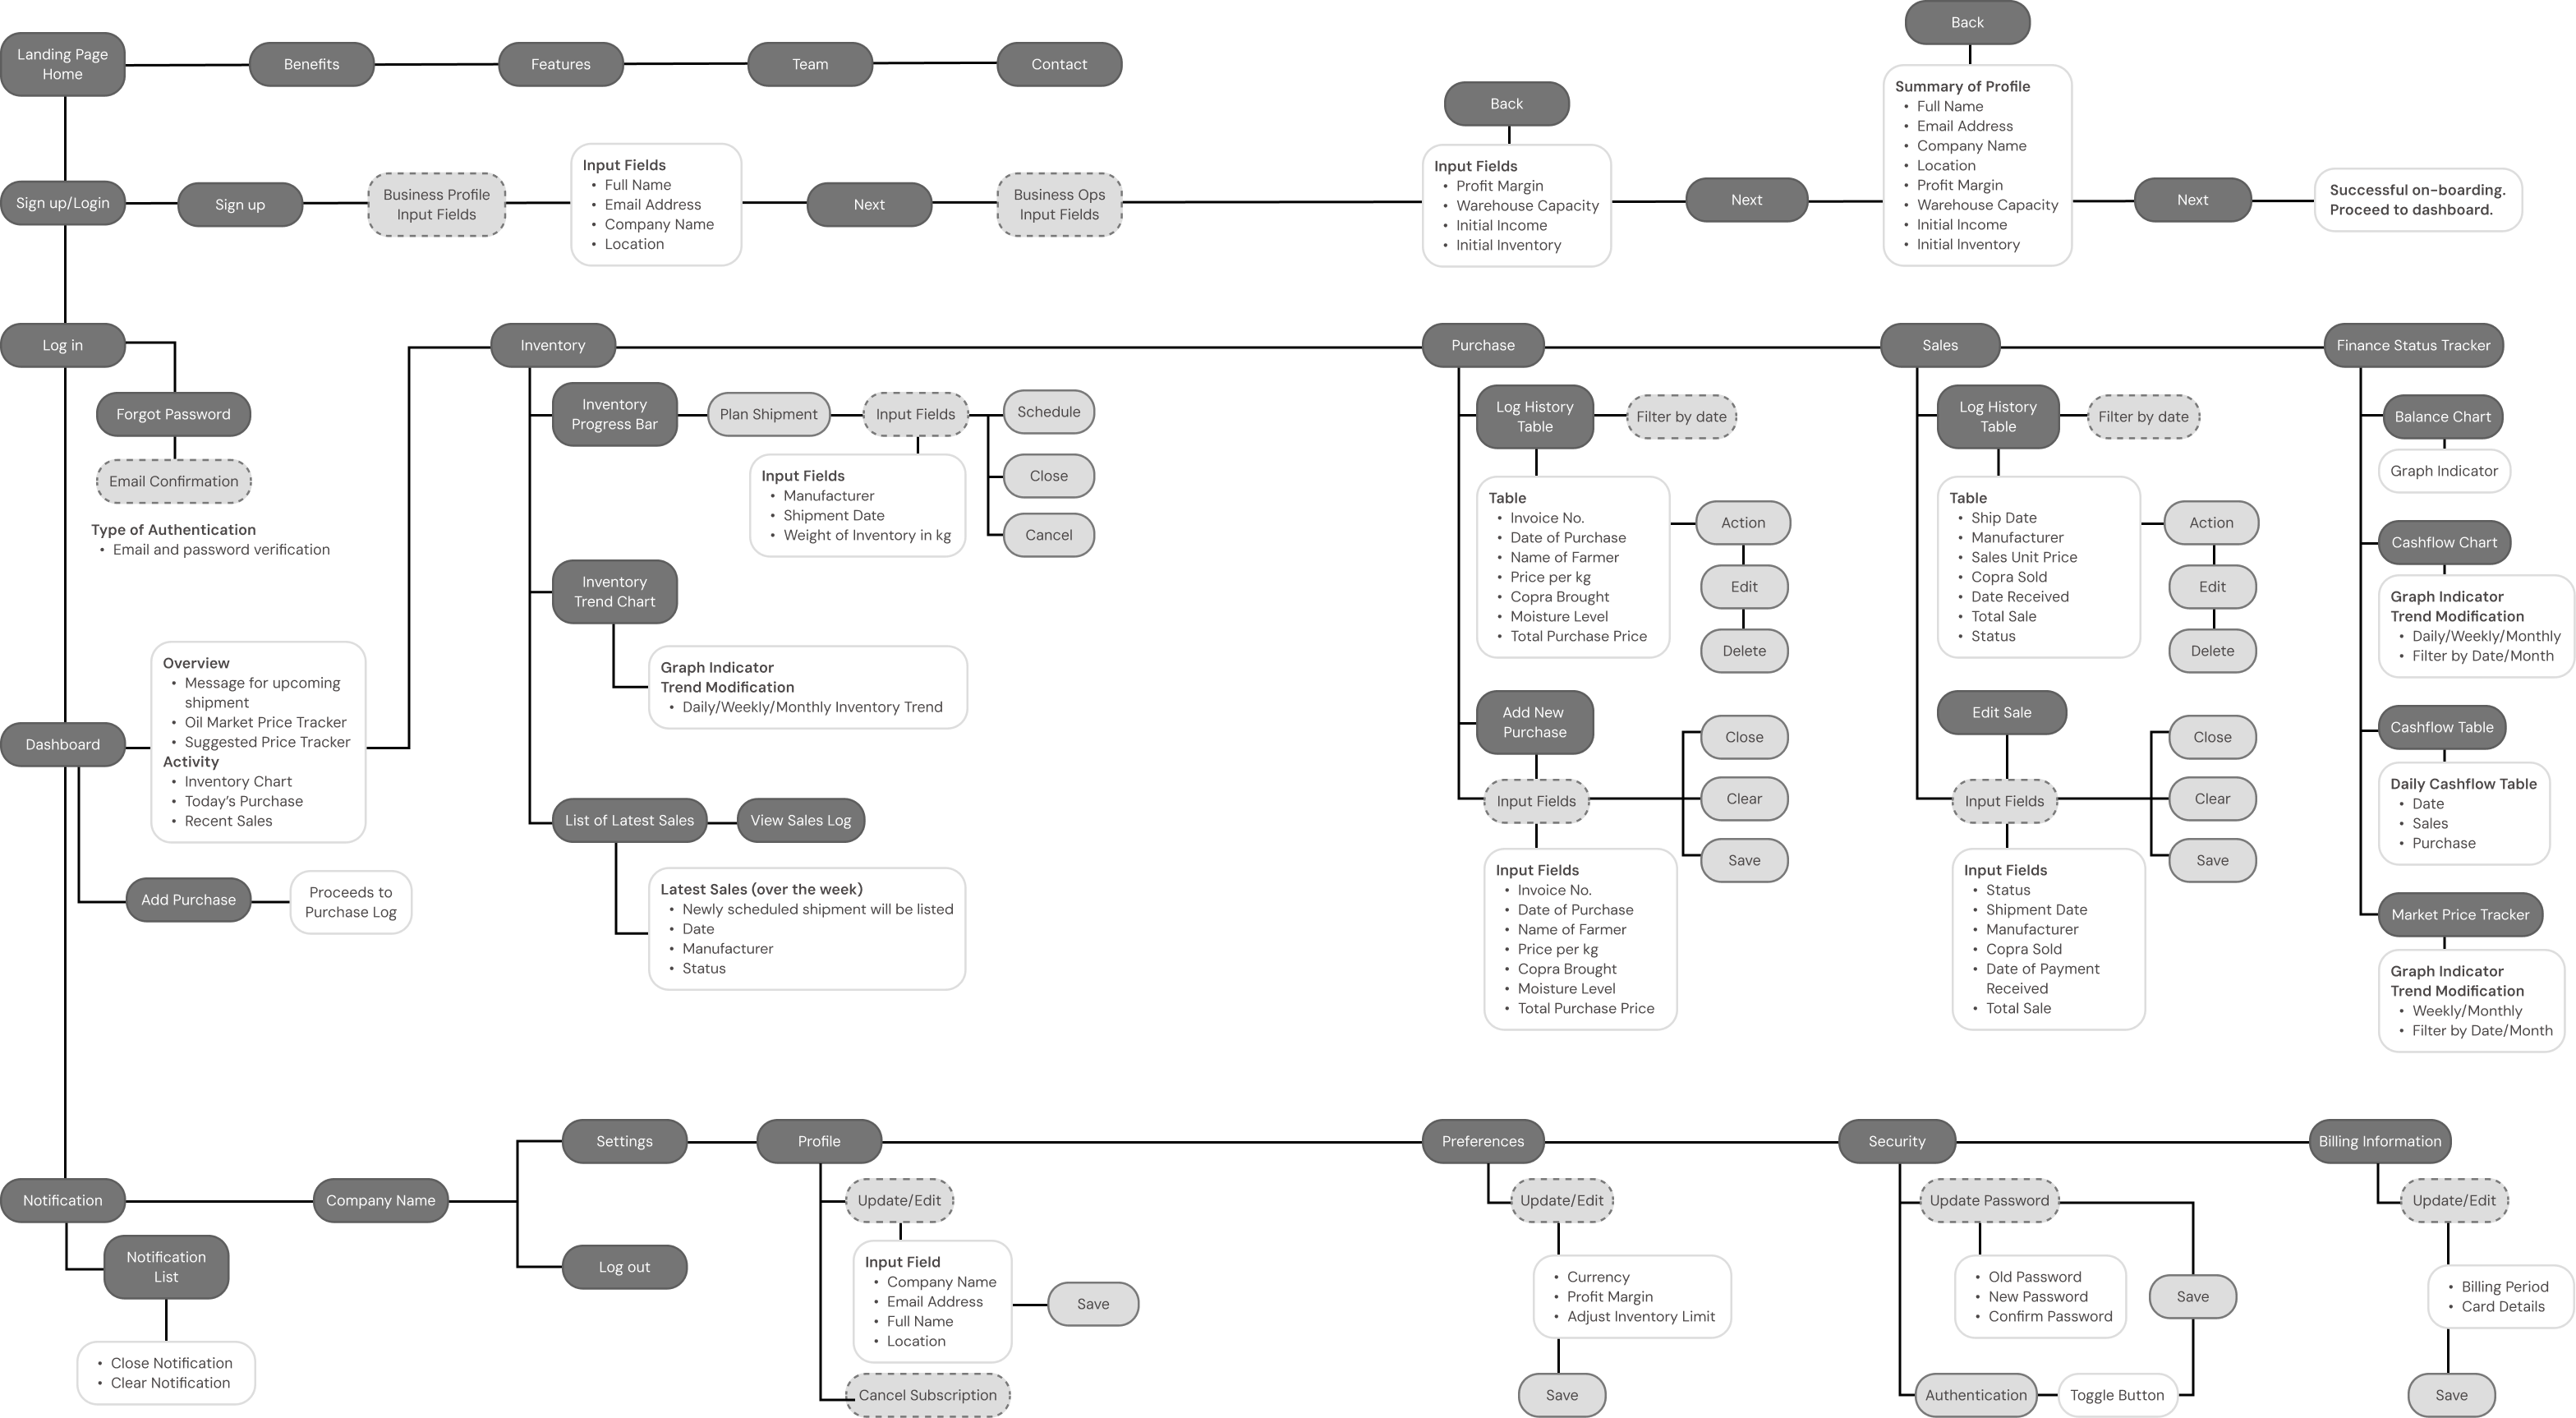 Back
Landing Page
Home
Benefits
Features
Team
Contact
Back
Summary of Profile
• Full Name
• Email Address
• Company Name
• Location
• Profit Margin
• Warehouse Capacity
• Initial Income
• Initial Inventory
Sign up/Login
Sign up
Business Profile
Input Fields
Input Fields
• Full Name
• Email Address
• Company Name
• Location
Next
Business Ops
Input Fields
Input Fields
• Profit Margin
• Warehouse Capacity
• Initial Income
• Initial Inventory
Next
Next
Successful on-boarding.
Proceed to dashboard.
Log in
Forgot Password
Email Confirmation
Type of Authentication
• Email and password verification
Inventory
Inventory
Progress Bar
Plan Shipment
Input Fields
Schedule
Close
Cancel
Input Fields
• Manufacturer
• Shipment Date
• Weight of Inventory in kg
Inventory
Trend Chart
Graph Indicator
Trend Modification
• Daily/Weekly/Monthly Inventory Trend
List of Latest Sales
View Sales Log
Latest Sales (over the week)
• Newly scheduled shipment will be listed
• Date
• Manufacturer
• Status
Purchase
Log History
Table
Filter by date
Table
• Invoice No.
• Date of Purchase
• Name of Farmer
• Price per kg
• Copra Brought
• Moisture Level
• Total Purchase Price
Action
Edit
Delete
Add New
Purchase
Input Fields
Close
Clear
Save
Input Fields
• Invoice No.
• Date of Purchase
• Name of Farmer
• Price per kg
• Copra Brought
• Moisture Level
• Total Purchase Price
Sales
Log History
Table
Filter by date
Table
• Ship Date
• Manufacturer
• Sales Unit Price
• Copra Sold
• Date Received
• Total Sale
• Status
Action
Edit
Delete
Edit Sale
Input Fields
Close
Clear
Save
Input Fields
• Status
• Shipment Date
• Manufacturer
• Copra Sold
• Date of Payment
Received
• Total Sale
Finance Status Tracker
Balance Chart
Graph Indicator
Cashflow Chart
Graph Indicator
Trend Modification
• Daily/Weekly/Monthly
• Filter by Date/Month
Cashflow Table
Daily Cashflow Table
• Date
• Sales
• Purchase
Market Price Tracker
Graph Indicator
Trend Modification
• Weekly/Monthly
• Filter by Date/Month
Dashboard
Overview
• Message for upcoming
shipment
• Oil Market Price Tracker
• Suggested Price Tracker
Activity
• Inventory Chart
• Today's Purchase
• Recent Sales
Add Purchase
Proceeds to
Purchase Log
Notification
Notification
List
• Close Notification
• Clear Notification
Company Name
Settings
Log out
Profile
Update/Edit
Input Field
• Company Name
• Email Address
• Full Name
• Location
Save
Cancel Subscription
Preferences
Update/Edit
• Currency
• Profit Margin
• Adjust Inventory Limit
Save
Security
Update Password
• Old Password
• New Password
• Confirm Password
Save
Authentication
Toggle Button
Billing Information
Update/Edit
• Billing Period
• Card Details
Save